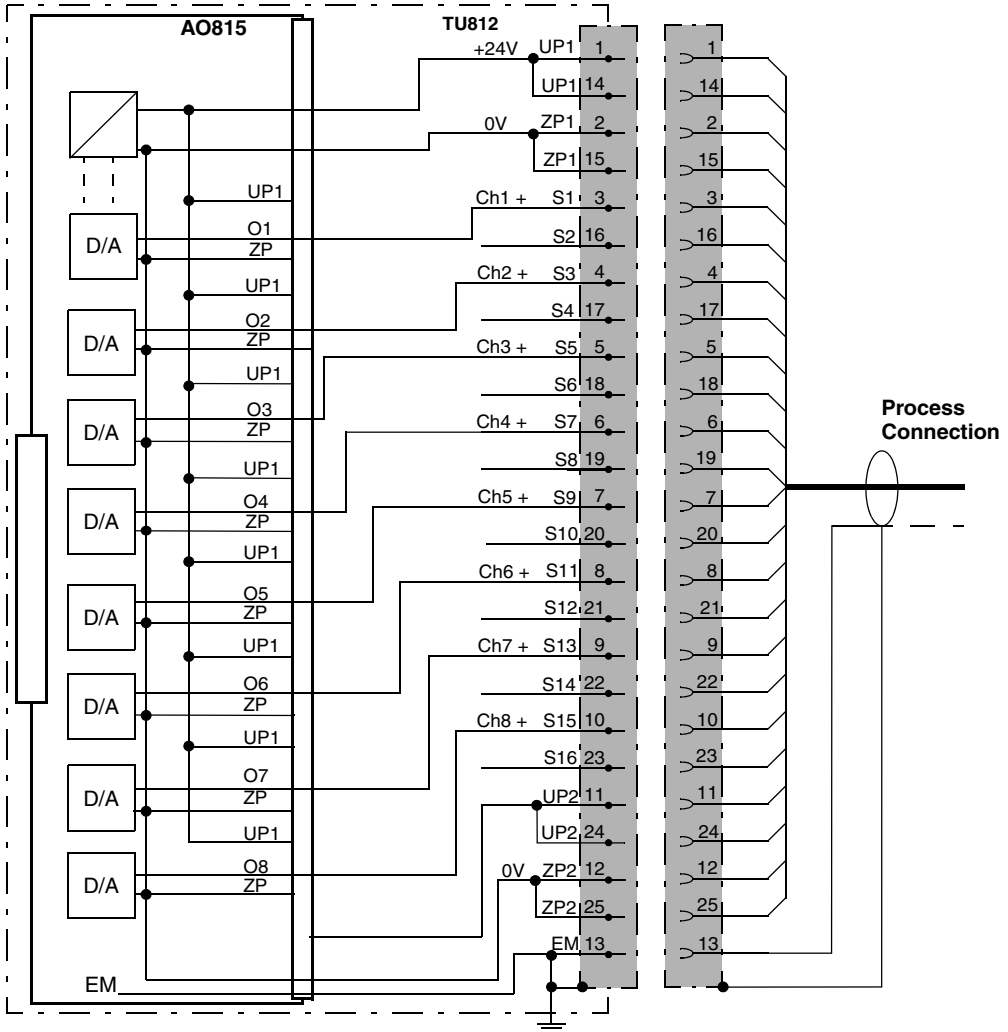 AO815
TU812
+24V UP1 1
UP1 14
0V ZP1 2
ZP1 15
UP1
Ch1 + S1 3
O1
D/A
ZP
S2 16
UP1
Ch2 + S3 4
O2
D/A
ZP
S4 17
Ch3 + S5 5
UP1
S6 18
O3
D/A
ZP
Ch4 + S7 6
UP1
S8 19
O4
D/A
ZP
Ch5 + S9 7
UP1
S10 20
Ch6 + S11 8
O5
D/A
ZP
S12 21
UP1
Ch7 + S13 9
O6
D/A
ZP
S14 22
UP1
Ch8 + S15 10
O7
D/A
ZP
S16 23
UP2 11
UP1
UP2 24
O8
D/A
ZP
0V ZP2 12
ZP2 25
EM 13
EM
1
14
2
15
3
16
4
17
5
18
6
19
7
20
8
21
9
22
10
23
11
24
12
25
13
Process
Connection